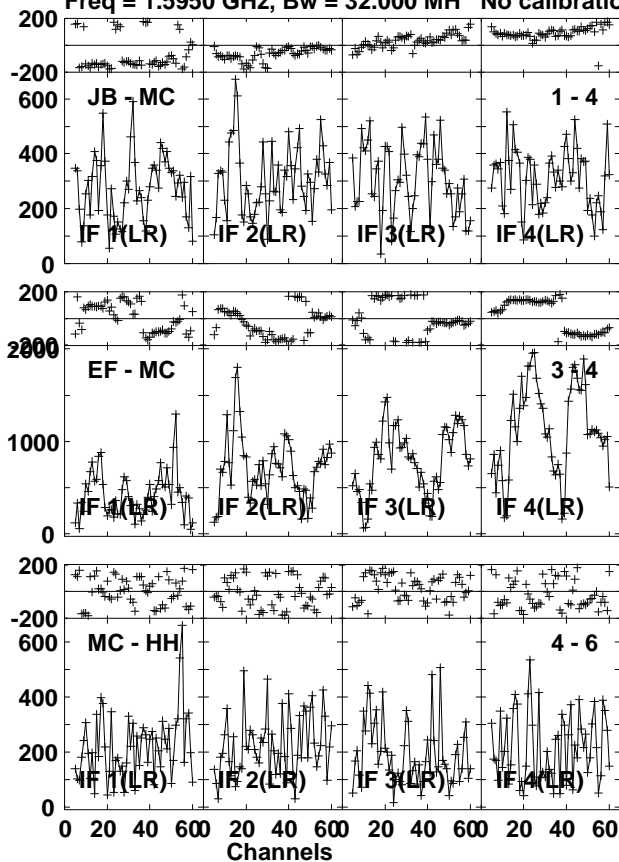 Freq = 1.5950 GHz, Bw = 32.000 MH No calibratio
200
-200
600
400
200
0
JB - MC
1 - 4
IF 1(LR)
IF 2(LR)
IF 3(LR)
IF 4(LR)
200
-200
2000
1000
0
EF - MC
3 - 4
IF 1(LR)
IF 2(LR)
IF 3(LR)
IF 4(LR)
200
-200
600
400
200
0
MC - HH
4 - 6
IF 1(LR)
IF 2(LR)
IF 3(LR)
IF 4(LR)
0 20 40 60 0 20 40 60 0 20 40 60 0 20 40 60
Channels